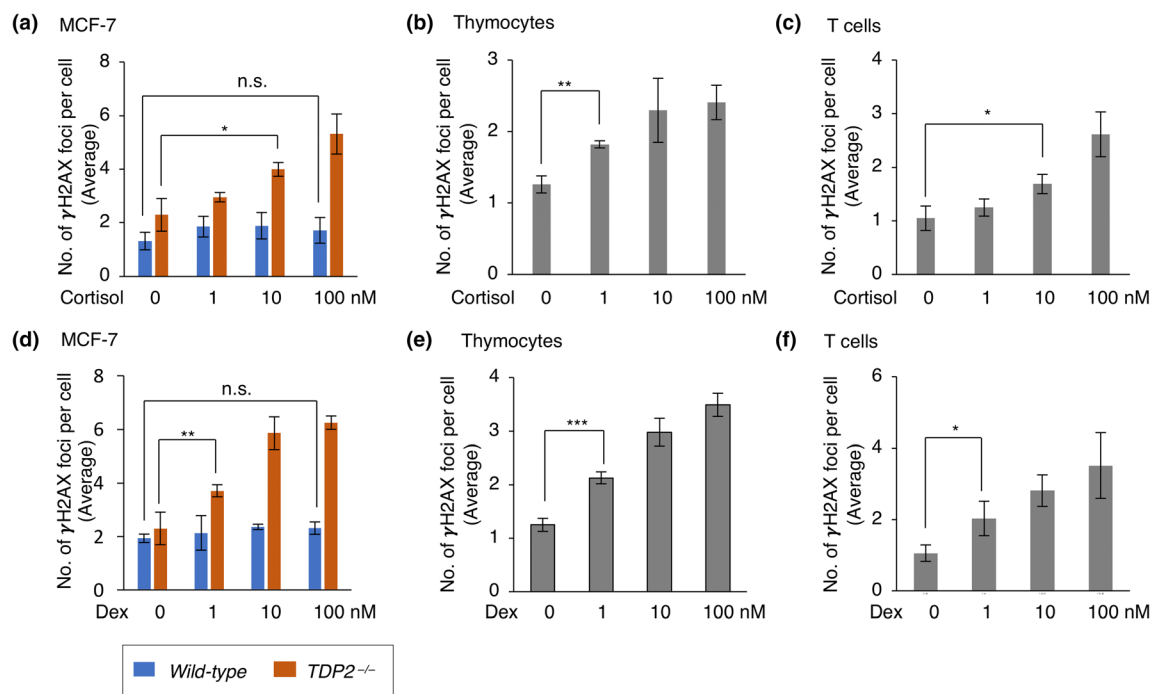 (a) MCF-7
No. of γH2AX foci per cell
(Average)
8
6
4
2
0
n.s.
*
Cortisol 0 1 10 100 nM
(b) Thymocytes
No. of γH2AX foci per cell
(Average)
3
2
1
0
**
Cortisol 0 1 10 100 nM
(c) T cells
No. of γH2AX foci per cell
(Average)
4
3
2
1
0
*
Cortisol 0 1 10 100 nM
(d) MCF-7
No. of γH2AX foci per cell
(Average)
8
6
4
2
0
n.s.
**
Dex 0 1 10 100 nM
(e) Thymocytes
No. of γH2AX foci per cell
(Average)
4
3
2
1
0
***
Dex 0 1 10 100 nM
(f) T cells
No. of γH2AX foci per cell
(Average)
6
4
2
0
*
Dex 0 1 10 100 nM
Wild-type TDP2⁻/⁻